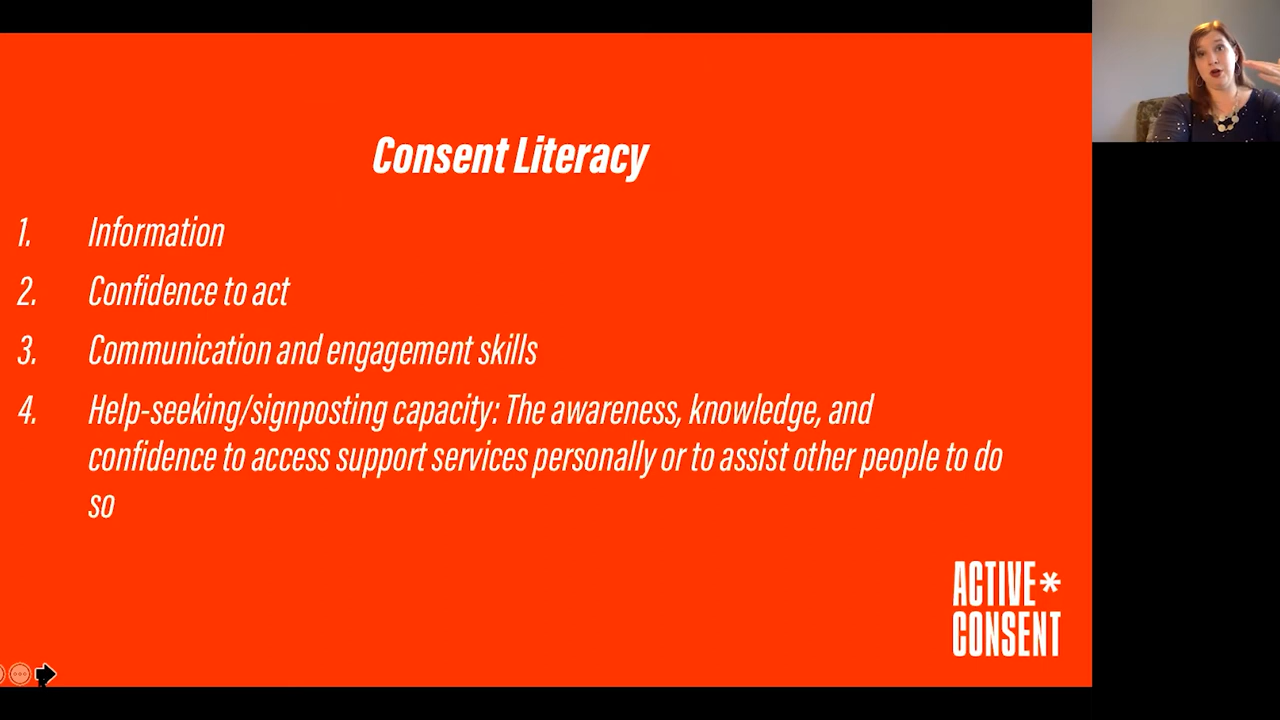 Consent Literacy
1. Information
2. Confidence to act
3. Communication and engagement skills
4. Help-seeking/signposting capacity: The awareness, knowledge, and
confidence to access support services personally or to assist other people to do
so
ACTIVE*
CONSENT